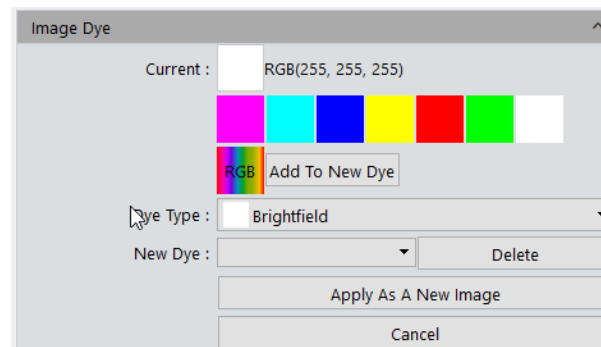 Image Dye
Current : RGB(255, 255, 255)
RGB Add To New Dye
Dye Type : Brightfield
New Dye : Delete
Apply As A New Image
Cancel